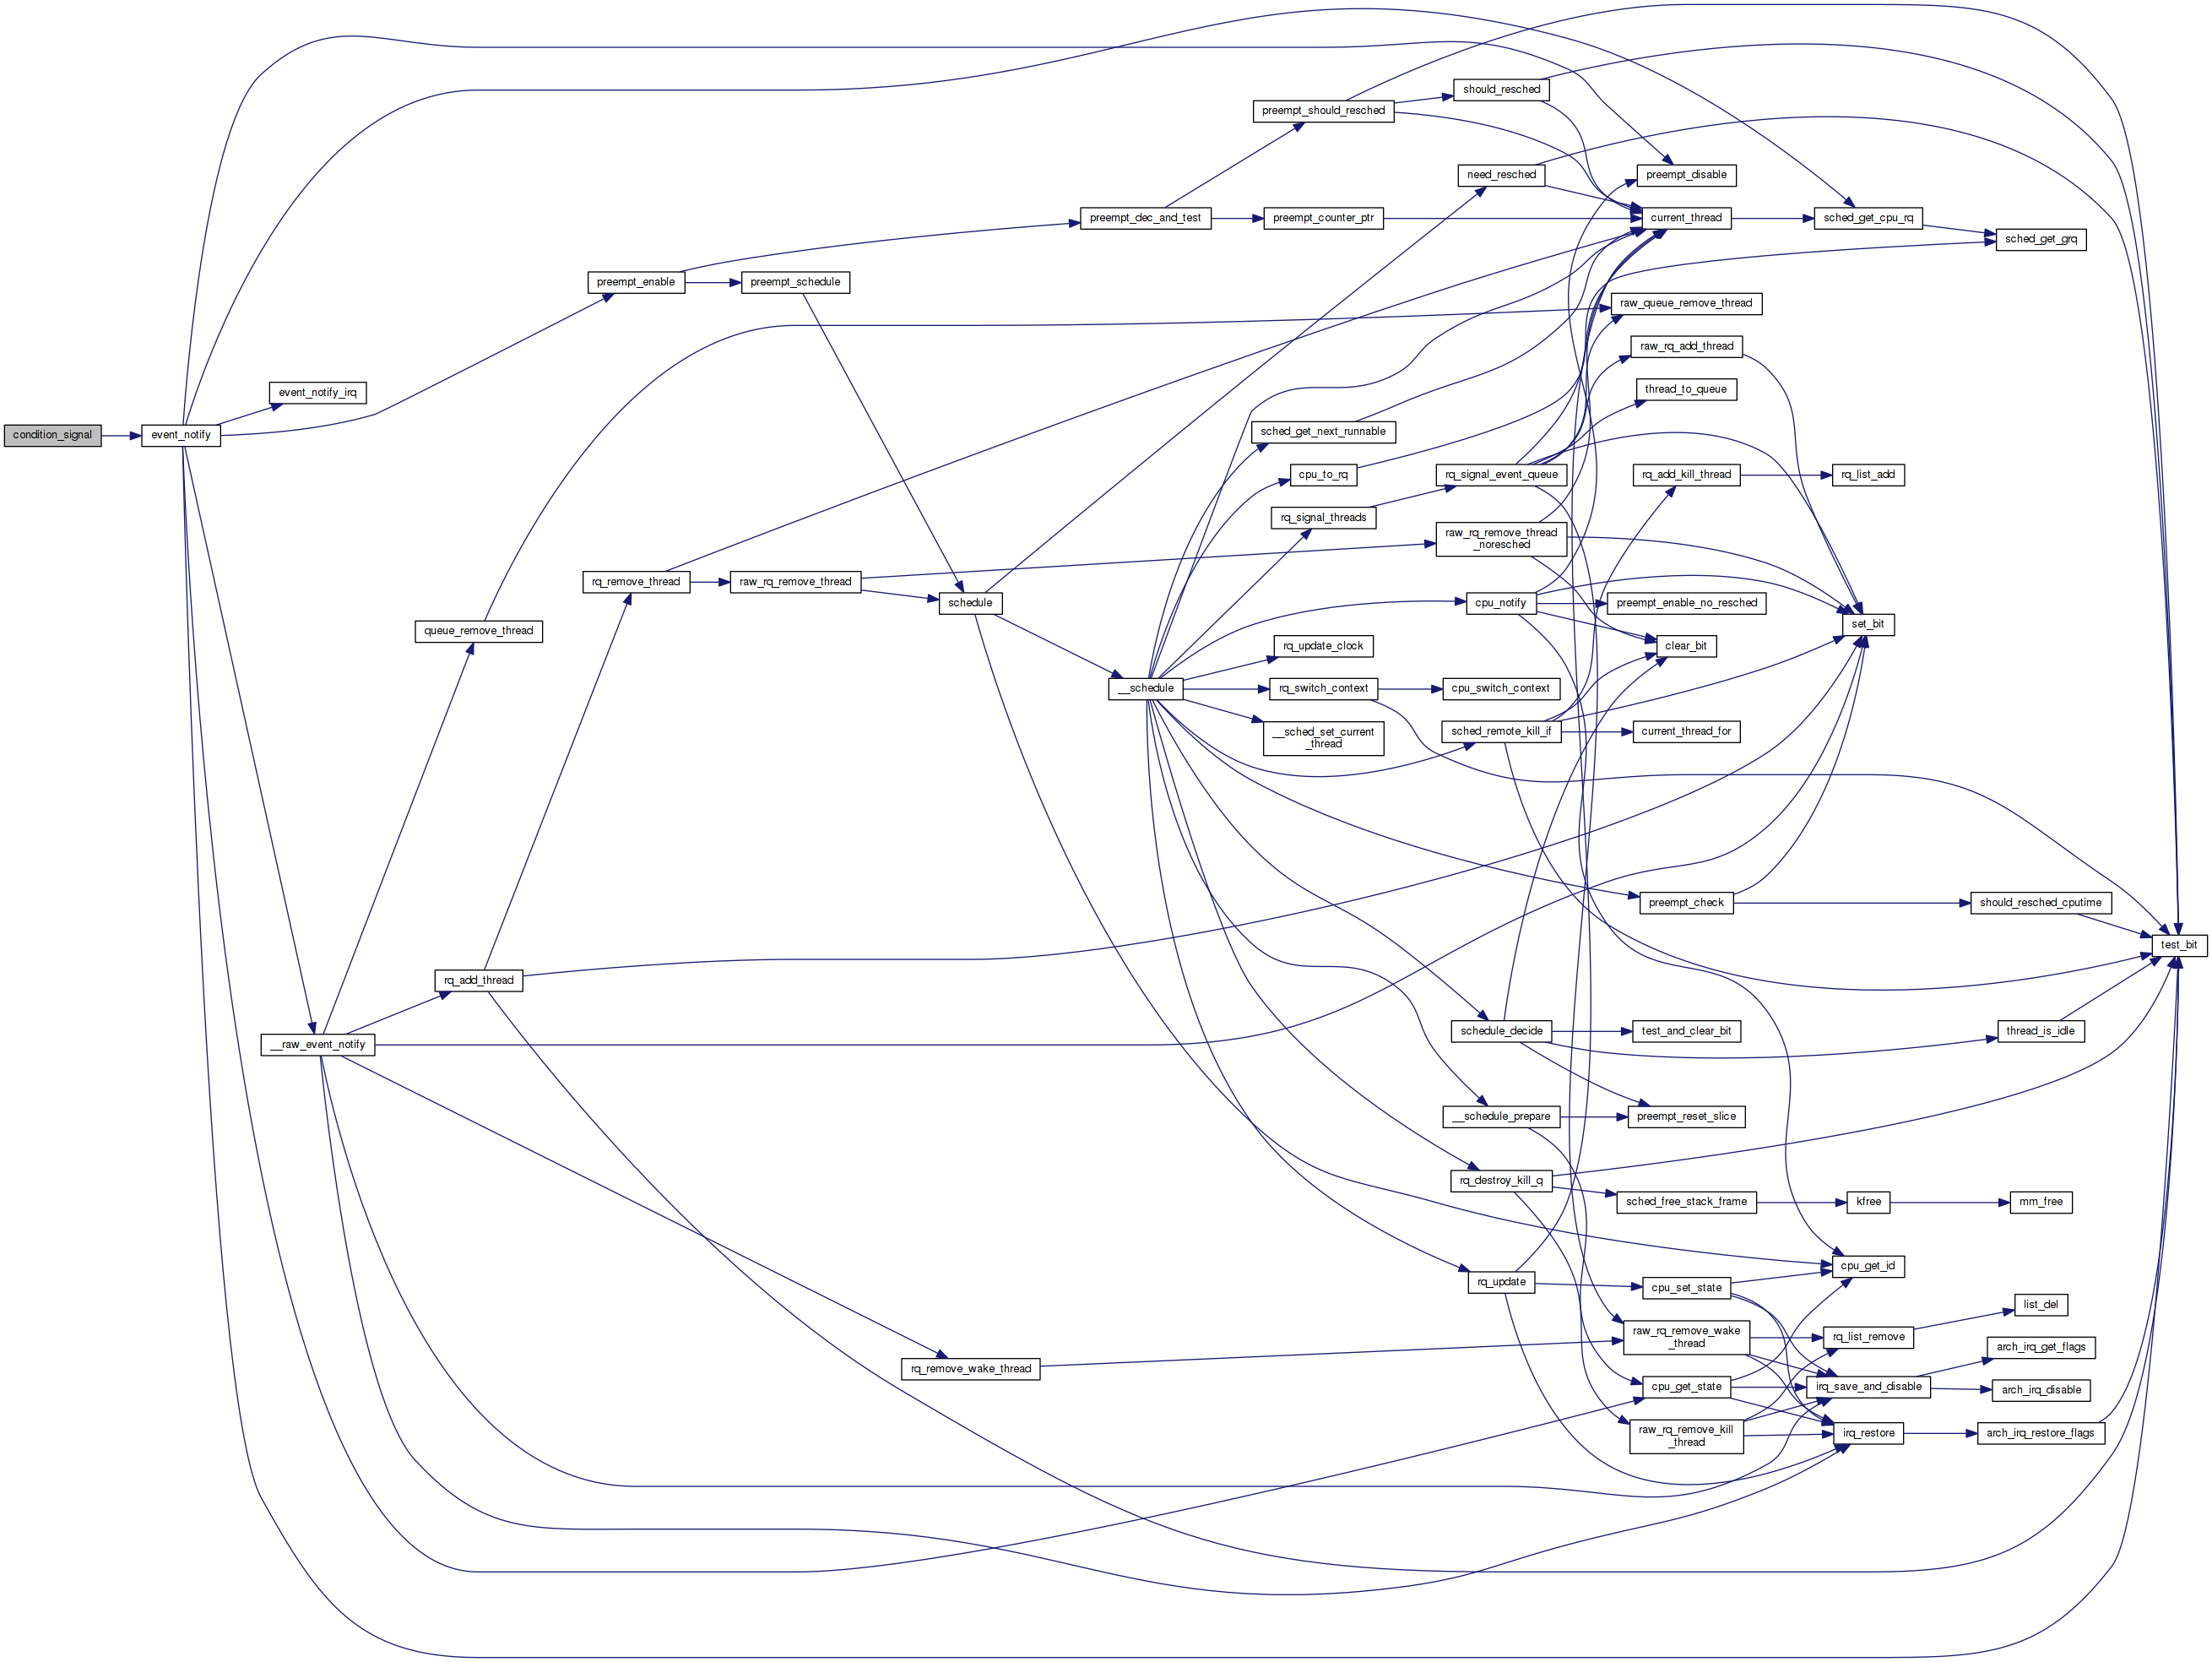 should_resched
preempt_should_resched
need_resched
preempt_disable
preempt_dec_and_test
preempt_counter_ptr
current_thread
sched_get_cpu_rq
sched_get_grq
preempt_enable
preempt_schedule
raw_queue_remove_thread
raw_rq_add_thread
event_notify_irq
thread_to_queue
condition_signal
event_notify
sched_get_next_runnable
cpu_to_rq
rq_signal_event_queue
rq_add_kill_thread
rq_list_add
rq_signal_threads
raw_rq_remove_thread
_noresched
rq_remove_thread
raw_rq_remove_thread
schedule
cpu_notify
preempt_enable_no_resched
queue_remove_thread
set_bit
rq_update_clock
clear_bit
__schedule
rq_switch_context
cpu_switch_context
__sched_set_current
_thread
sched_remote_kill_if
current_thread_for
preempt_check
should_resched_cputime
test_bit
rq_add_thread
__raw_event_notify
schedule_decide
test_and_clear_bit
thread_is_idle
__schedule_prepare
preempt_reset_slice
rq_destroy_kill_q
sched_free_stack_frame
kfree
mm_free
cpu_get_id
rq_update
cpu_set_state
list_del
raw_rq_remove_wake
_thread
rq_list_remove
arch_irq_get_flags
rq_remove_wake_thread
cpu_get_state
irq_save_and_disable
arch_irq_disable
raw_rq_remove_kill
_thread
irq_restore
arch_irq_restore_flags